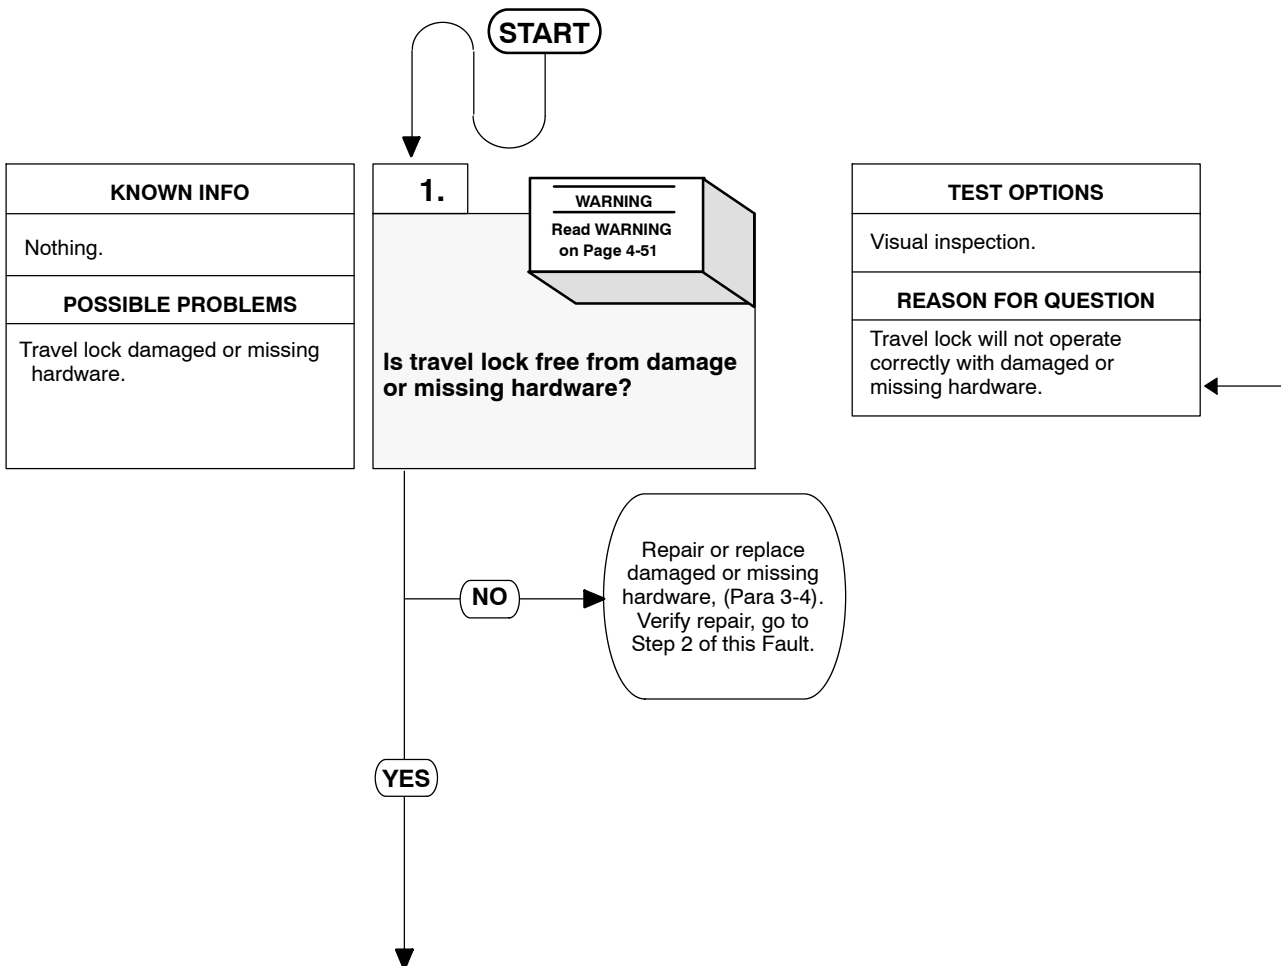 START
KNOWN INFO
Nothing.
POSSIBLE PROBLEMS
Travel lock damaged or missing
hardware.
1.
WARNING
Read WARNING
on Page 4-51
Is travel lock free from damage
or missing hardware?
TEST OPTIONS
Visual inspection.
REASON FOR QUESTION
Travel lock will not operate
correctly with damaged or
missing hardware.
NO
Repair or replace
damaged or missing
hardware, (Para 3-4).
Verify repair, go to
Step 2 of this Fault.
YES